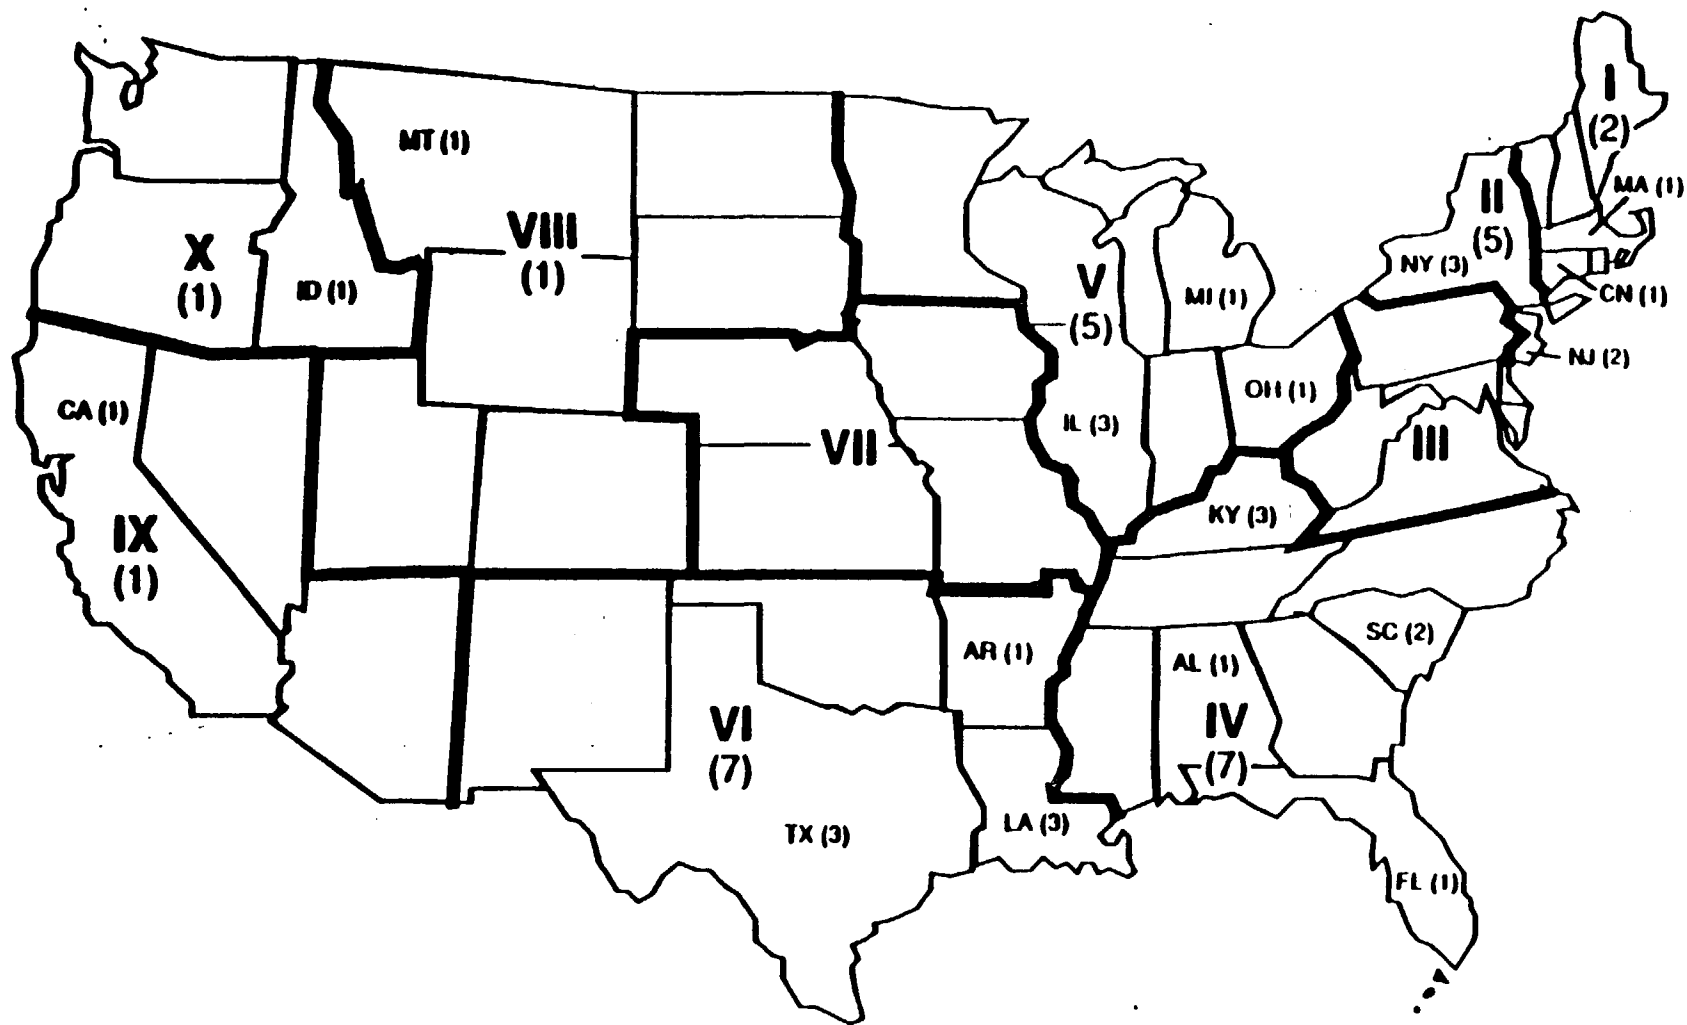 I
(2)
MT (1)
MA (1)
II
(5)
VIII
(1)
X
(1)
NY (3)
V
(5)
ID (1)
MI (1)
CN (1)
NJ (2)
OH (1)
CA (1)
IL (3)
VII
III
KY (3)
IX
(1)
SC (2)
AR (1)
AL (1)
VI
(7)
IV
(7)
TX (3)
LA (3)
FL (1)